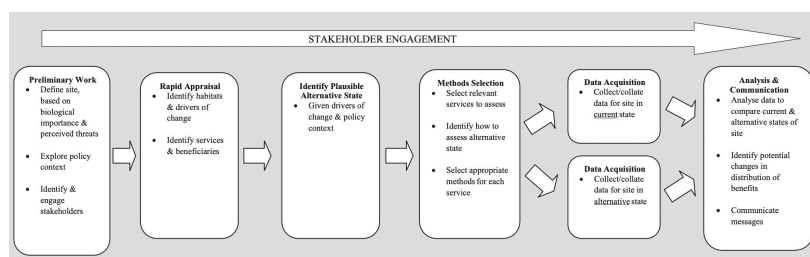 STAKEHOLDER ENGAGEMENT
Preliminary Work
• Define site,
based on
biological
importance &
perceived threats
• Explore policy
context
• Identify &
engage
stakeholders
Rapid Appraisal
• Identify habitats
& drivers of
change
• Identify services
& beneficiaries
Identify Plausible
Alternative State
• Given drivers of
change & policy
context
Methods Selection
• Select relevant
services to assess
• Identify how to
assess alternative
state
• Select appropriate
methods for each
service
Data Acquisition
• Collect/collate
data for site in
current state
Data Acquisition
• Collect/collate
data for site in
alternative state
Analysis &
Communication
• Analyse data to
compare current &
alternative states of
site
• Identify potential
changes in
distribution of
benefits
• Communicate
messages